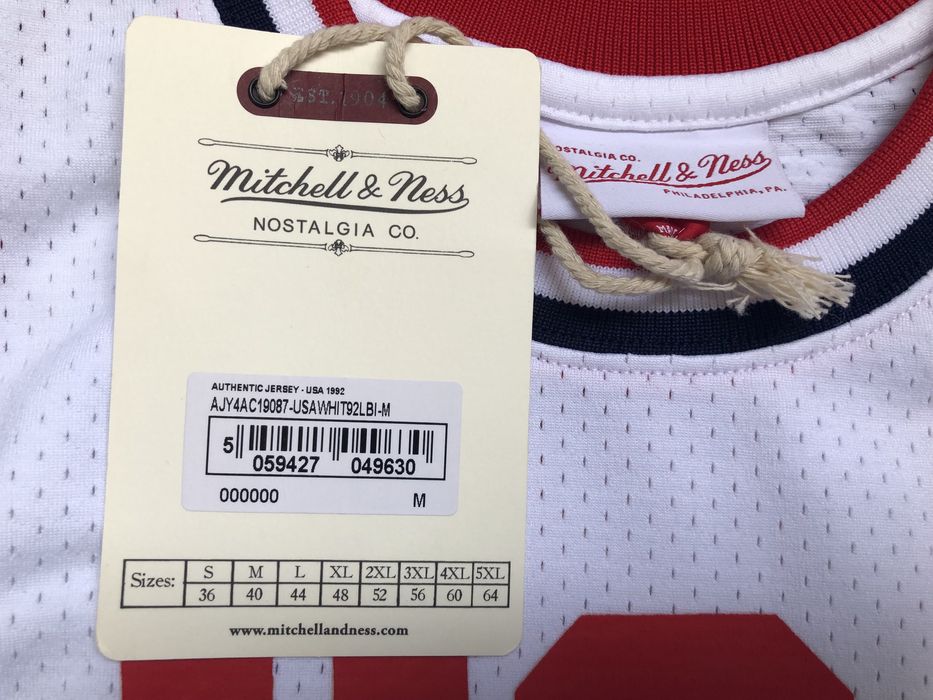 EST. 1904
Mitchell & Ness
NOSTALGIA CO.
AUTHENTIC JERSEY - USA 1992
AJY4AC19087-USAWHIT92LBI-M
5 059427 049630
000000 M
Sizes: S M L XL 2XL 3XL 4XL 5XL
36 40 44 48 52 56 60 64
www.mitchellandness.com
NOSTALGIA CO.
Mitchell & Ness
PHILADELPHIA, PA.